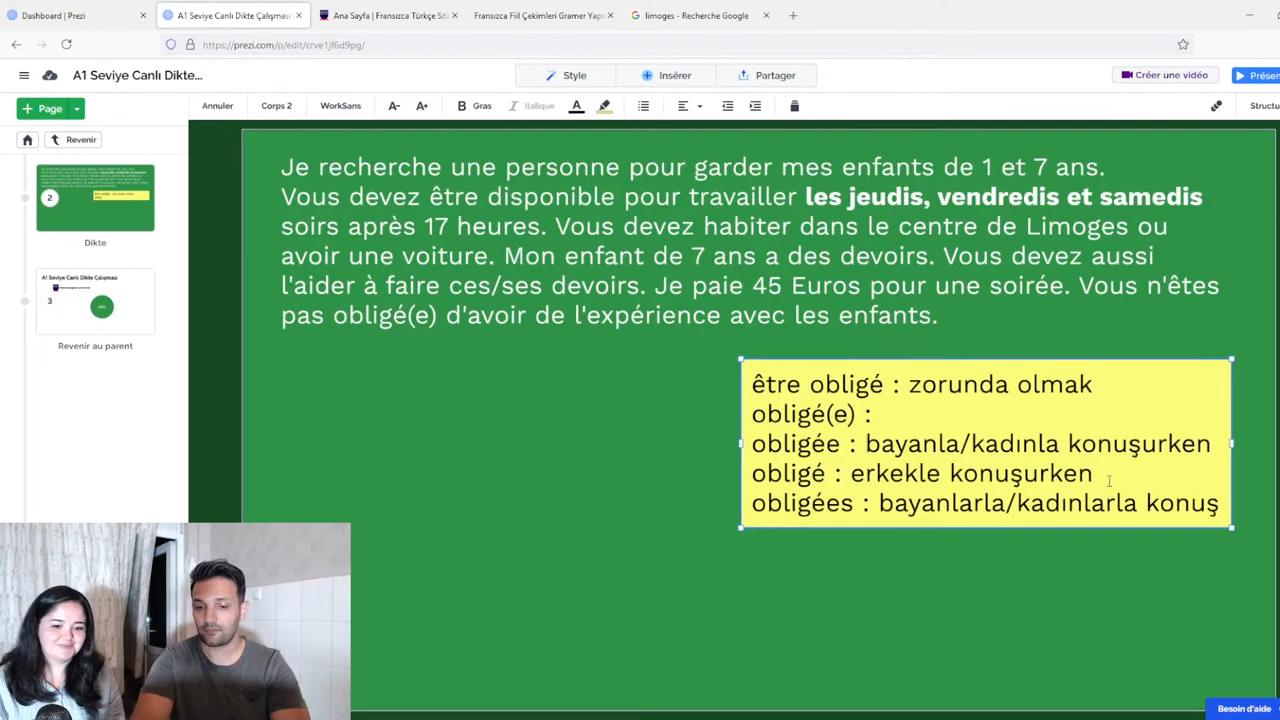 Dashboard | Prezi
A1 Seviye Canlı Dikte Çalışması
Ana Sayfa | Fransızca Türkçe Sö
Fransızca Fiil Çekimleri Gramer Yapı
limoges - Recherche Google
https://prezi.com/p/edit/crve1jf6d9pg/
A1 Seviye Canlı Dikte...
Style
Insérer
Partager
Créer une vidéo
Présen
Page
Annuler
Corps 2
WorkSans
A-
A+
B Gras
I Italique
A
Structu
Revenir
2
Dikte
A1 Seviye Canlı Dikte Çalışması
3
Revenir au parent
Je recherche une personne pour garder mes enfants de 1 et 7 ans.
Vous devez être disponible pour travailler les jeudis, vendredis et samedis
soirs après 17 heures. Vous devez habiter dans le centre de Limoges ou
avoir une voiture. Mon enfant de 7 ans a des devoirs. Vous devez aussi
l'aider à faire ces/ses devoirs. Je paie 45 Euros pour une soirée. Vous n'êtes
pas obligé(e) d'avoir de l'expérience avec les enfants.
être obligé : zorunda olmak
obligé(e) :
obligée : bayanla/kadınla konuşurken
obligé : erkekle konuşurken
obligées : bayanlarla/kadınlarla konuş
Besoin d'aide